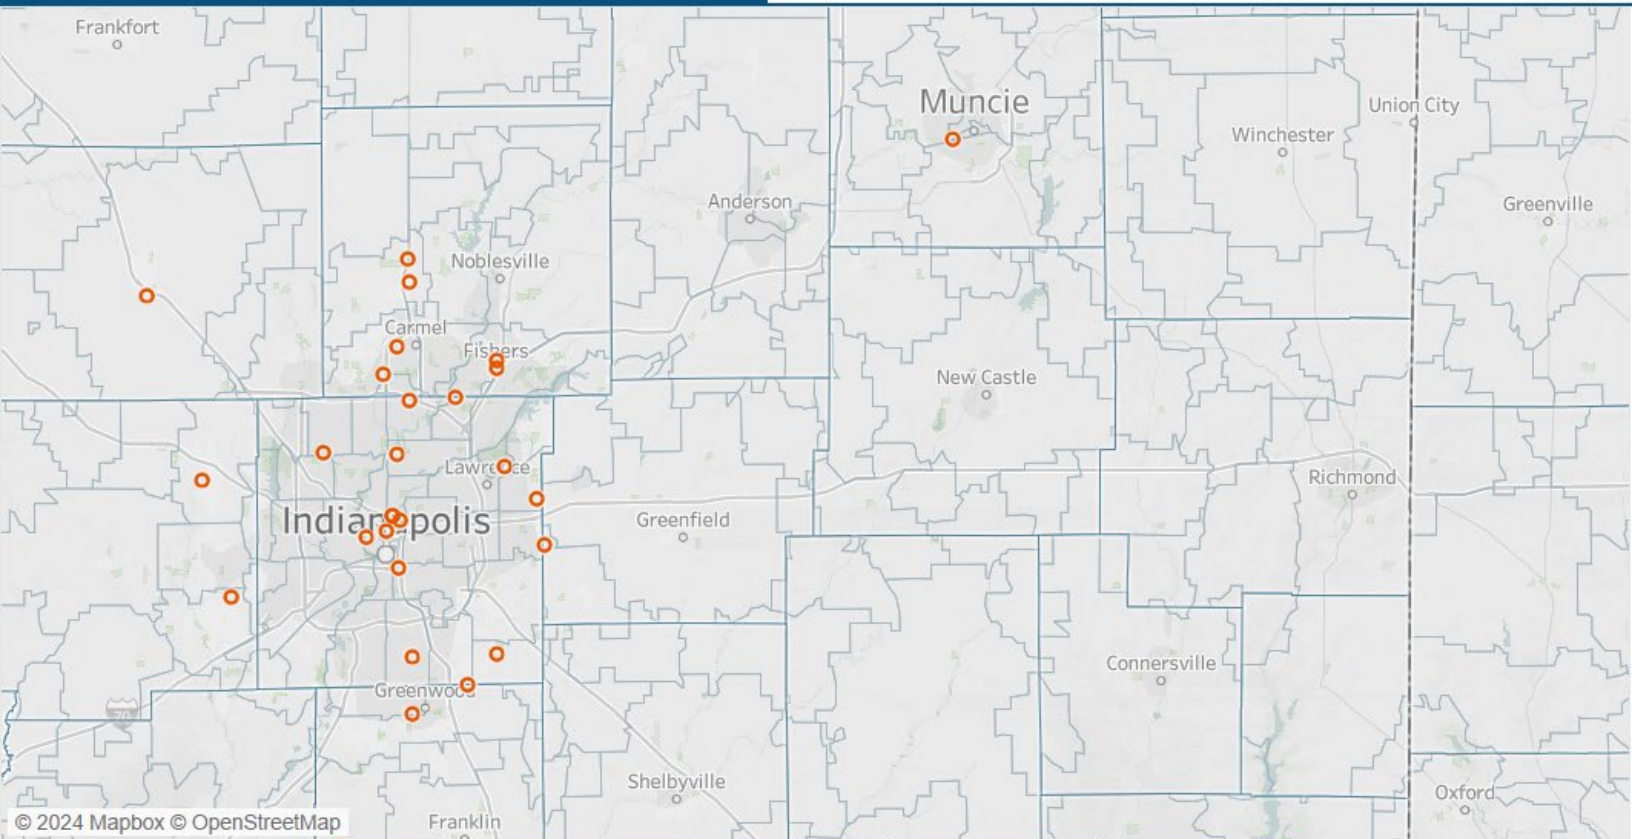 Frankfort
Muncie
Union City
Winchester
Anderson
Greenville
Noblesville
Carmel
Fishers
New Castle
Lawrence
Richmond
Indianapolis
Greenfield
Connersville
Greenwood
70
Shelbyville
Oxford
© 2024 Mapbox © OpenStreetMap
Franklin